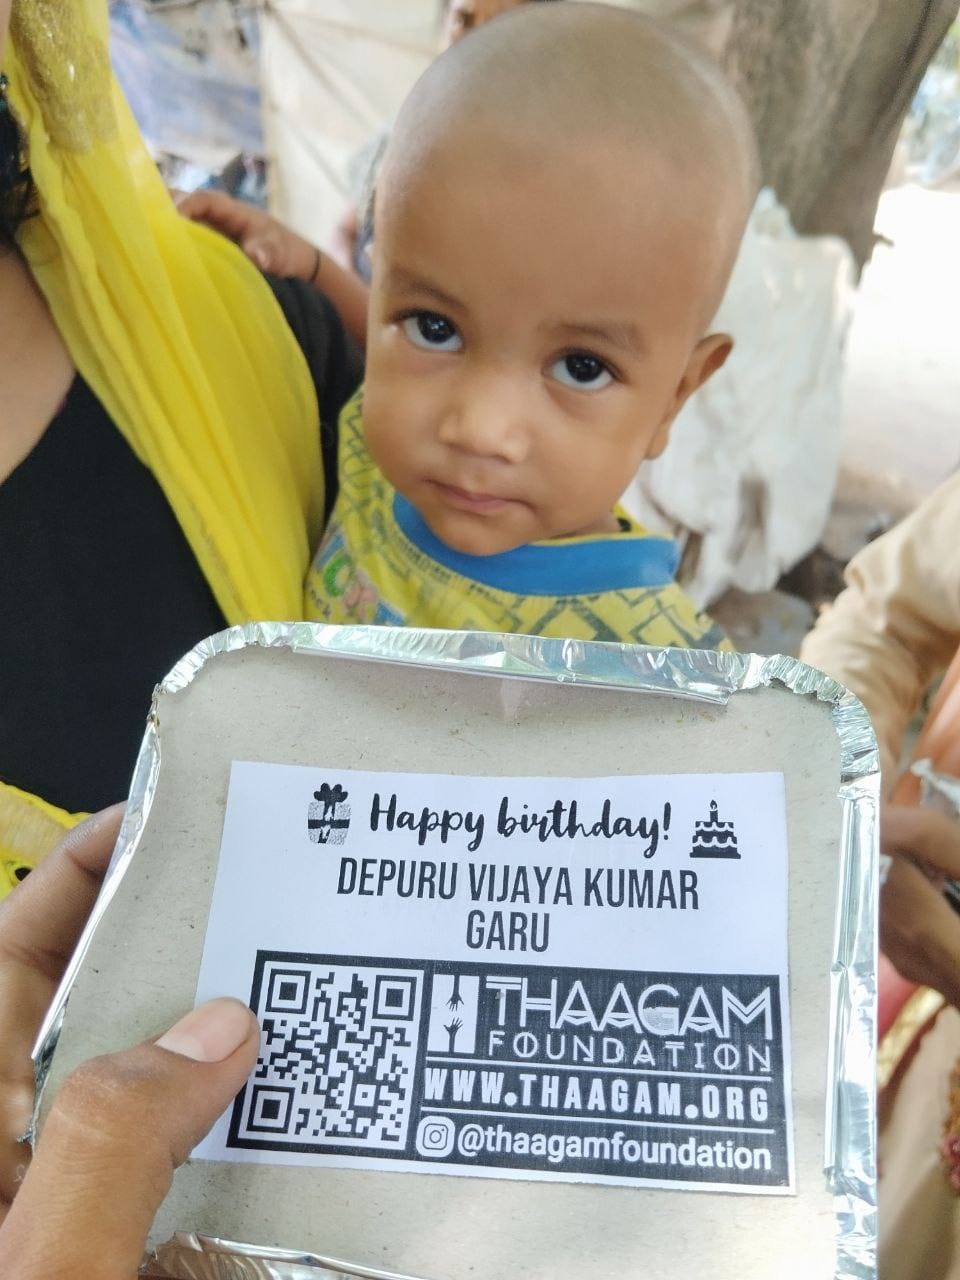 Happy birthday!
DEPURU VIJAYA KUMAR
GARU
THAAGAM
FOUNDATION
WWW.THAAGAM.ORG
@thaagamfoundation